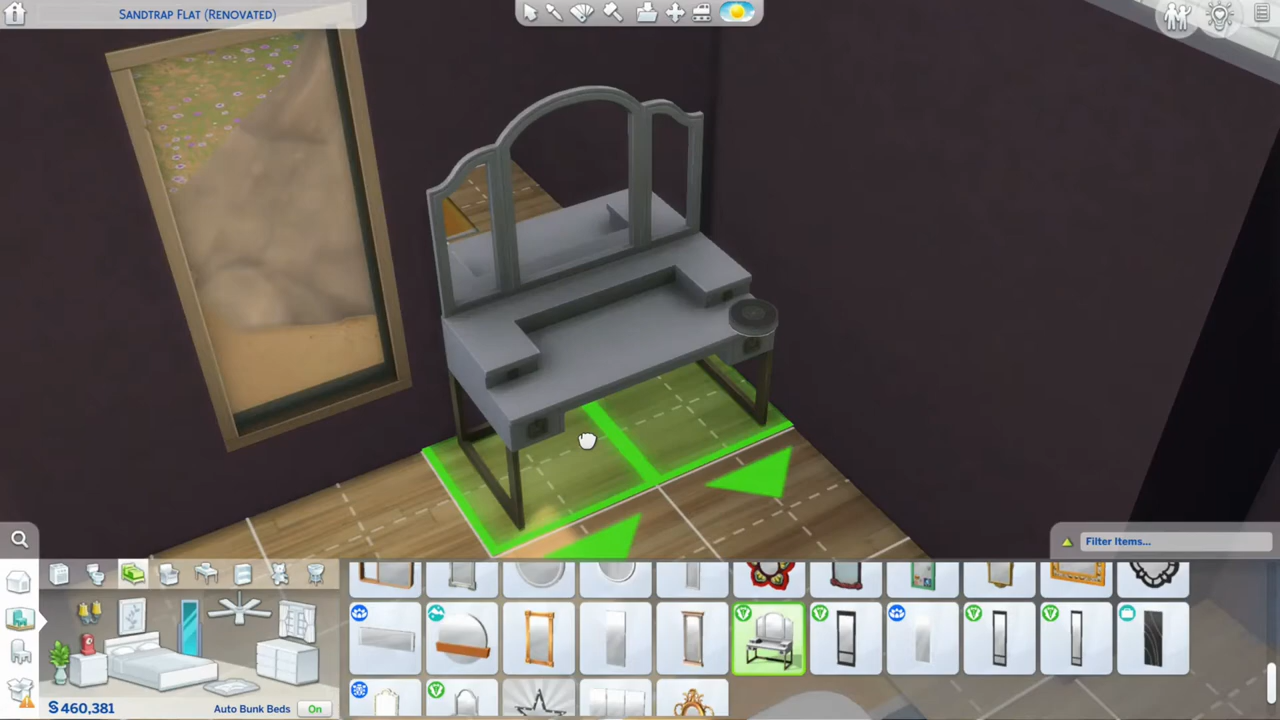 SANDTRAP FLAT (RENOVATED)
Filter Items...
§460,381
Auto Bunk Beds On